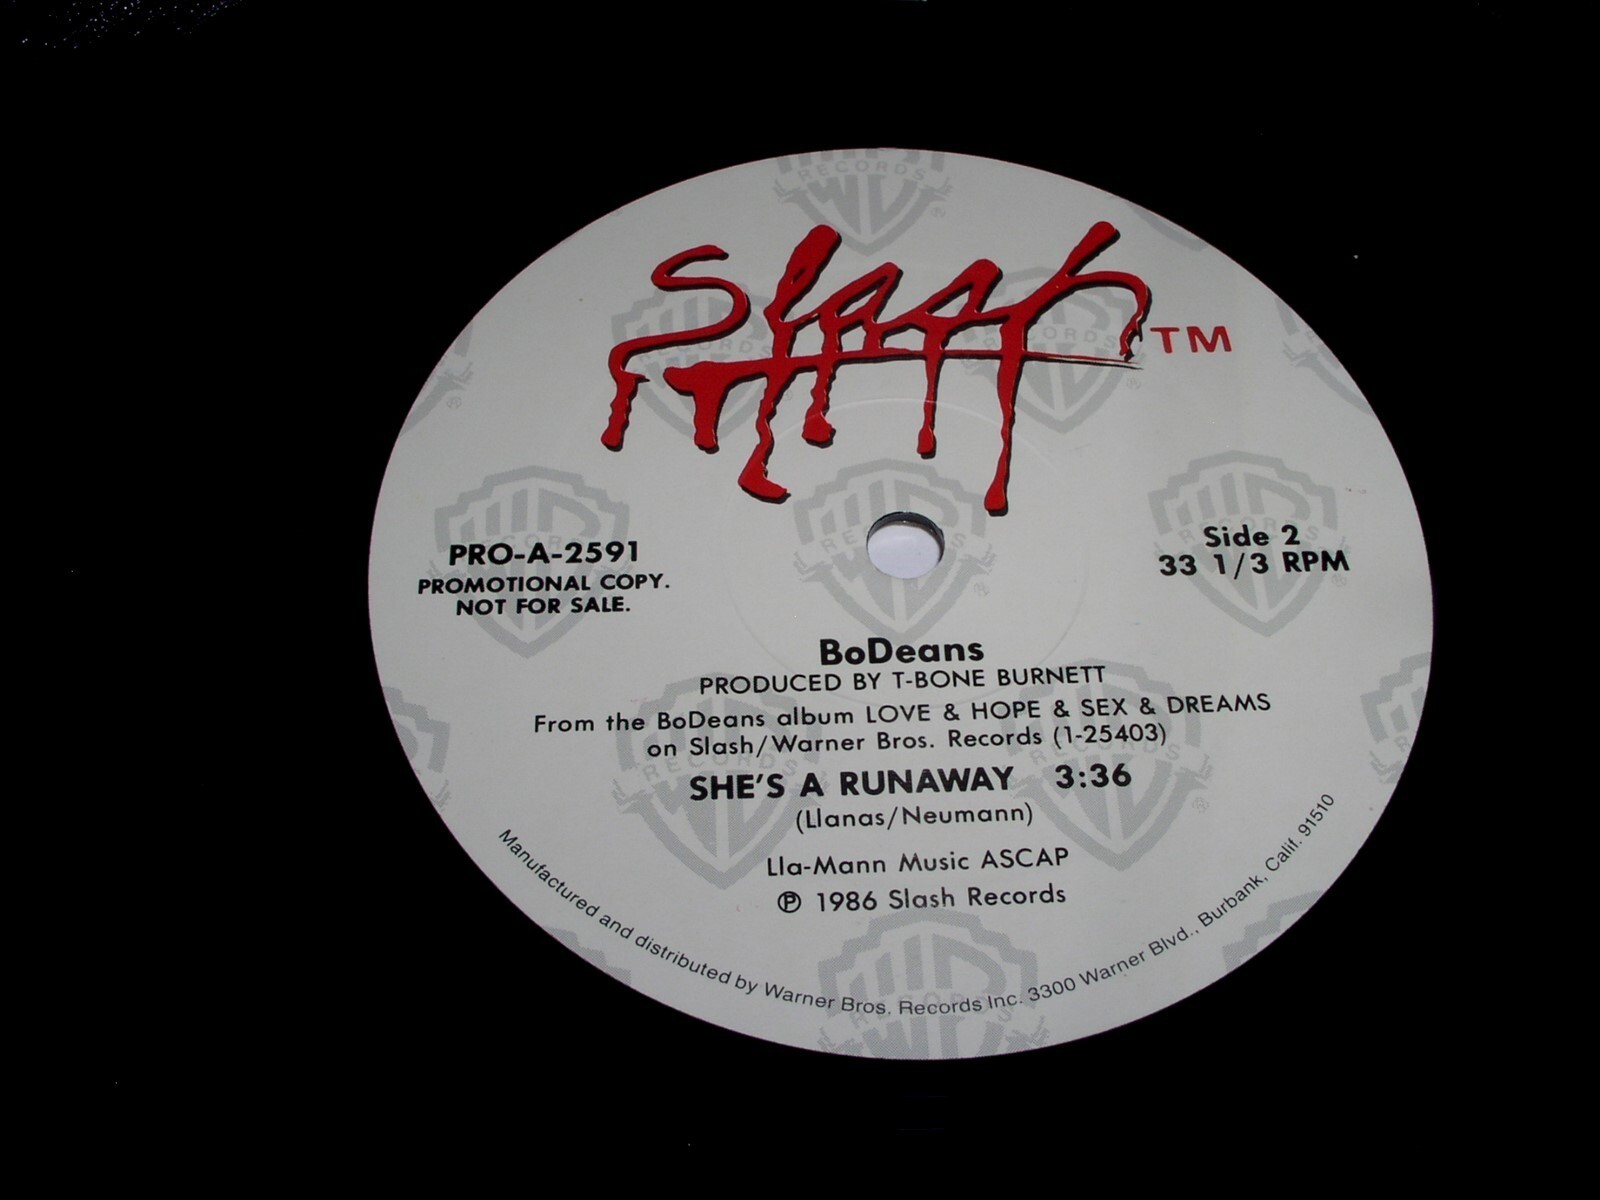 Slash TM
PRO-A-2591
PROMOTIONAL COPY.
NOT FOR SALE.
Side 2
33 1/3 RPM
BoDeans
PRODUCED BY T-BONE BURNETT
From the BoDeans album LOVE & HOPE & SEX & DREAMS
on Slash/Warner Bros. Records (1-25403)
SHE'S A RUNAWAY 3:36
(Llanas/Neumann)
Lla-Mann Music ASCAP
℗ 1986 Slash Records
Manufactured and distributed by Warner Bros. Records Inc. 3300 Warner Blvd., Burbank, Calif. 91510